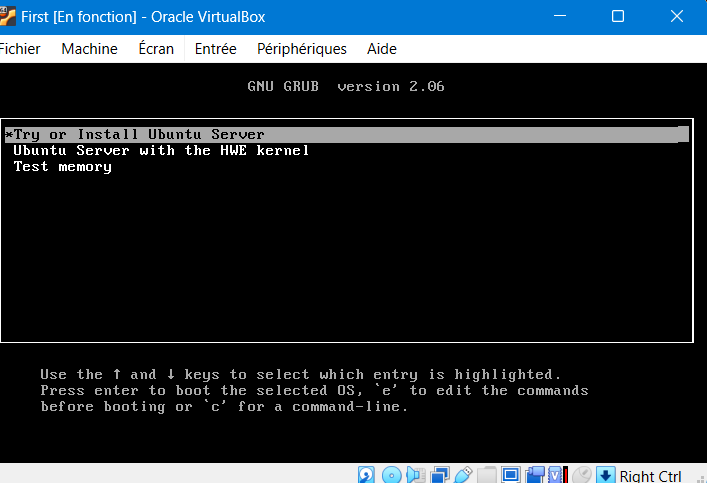 First [En fonction] - Oracle VirtualBox
Fichier Machine Écran Entrée Périphériques Aide
GNU GRUB version 2.06
*Try or Install Ubuntu Server
Ubuntu Server with the HWE kernel
Test memory
Use the ↑ and ↓ keys to select which entry is highlighted.
Press enter to boot the selected OS, `e' to edit the commands
before booting or `c' for a command-line.
Right Ctrl